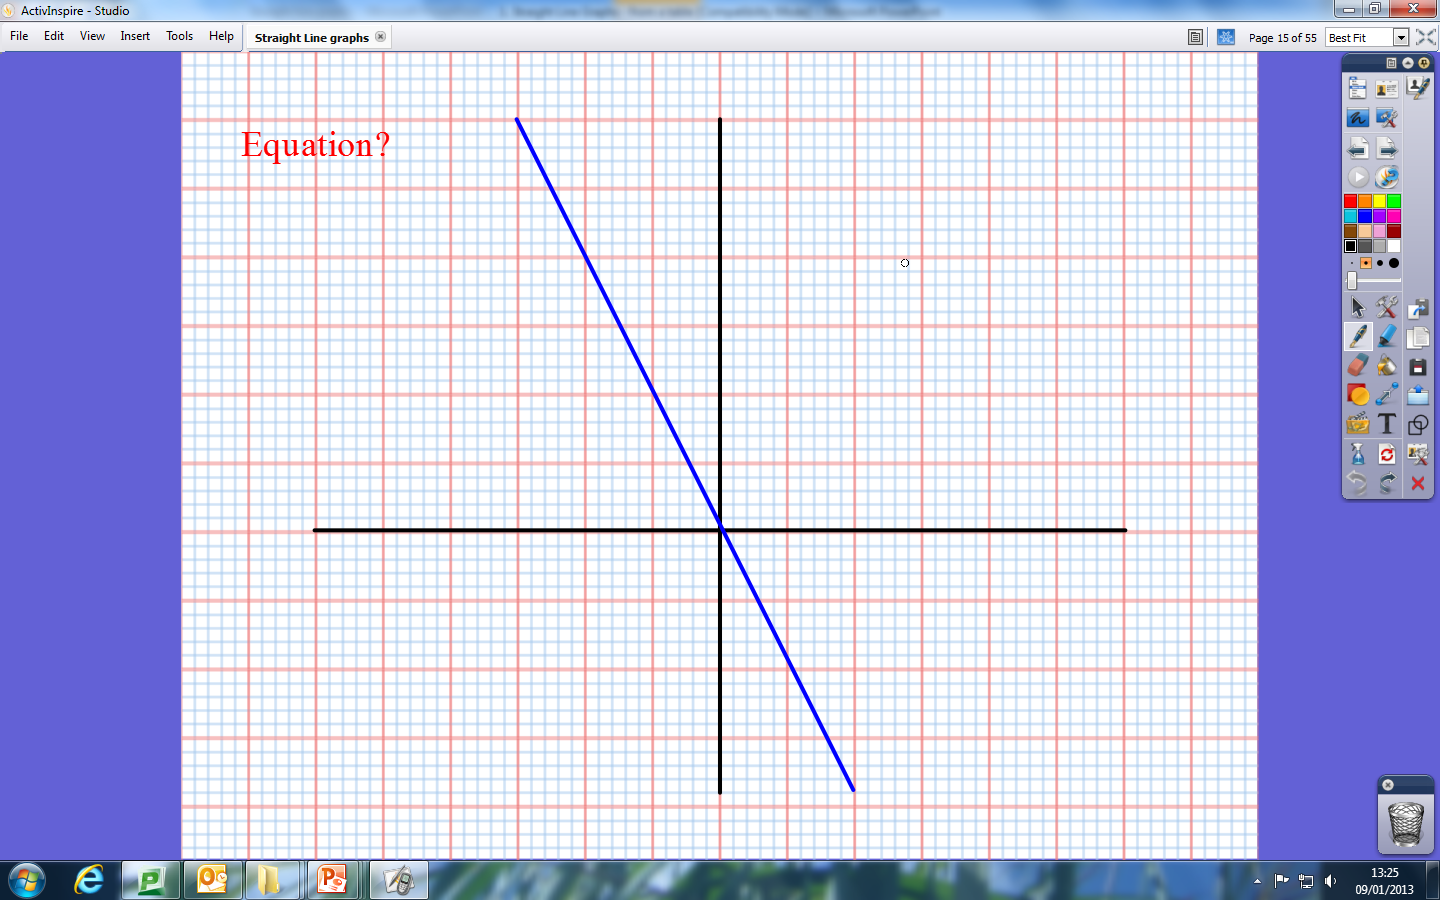 ActivInspire - Studio
File Edit View Insert Tools Help
Straight Line graphs
Page 15 of 55
Best Fit
Equation?
13:25
09/01/2013